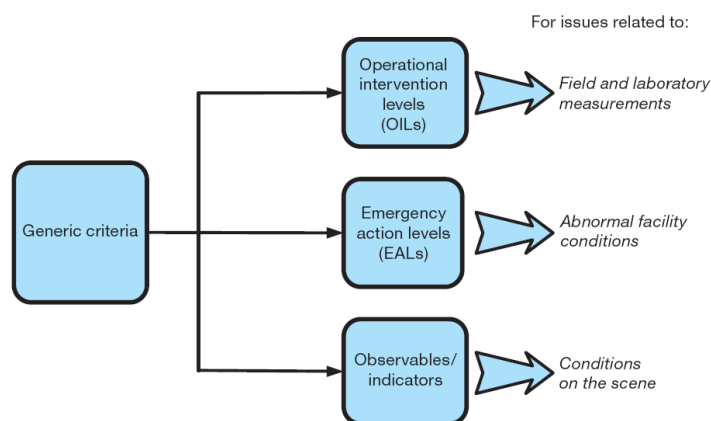 For issues related to:
Operational
intervention
levels
(OILs)
Field and laboratory
measurements
Generic criteria
Emergency
action levels
(EALs)
Abnormal facility
conditions
Observables/
indicators
Conditions
on the scene